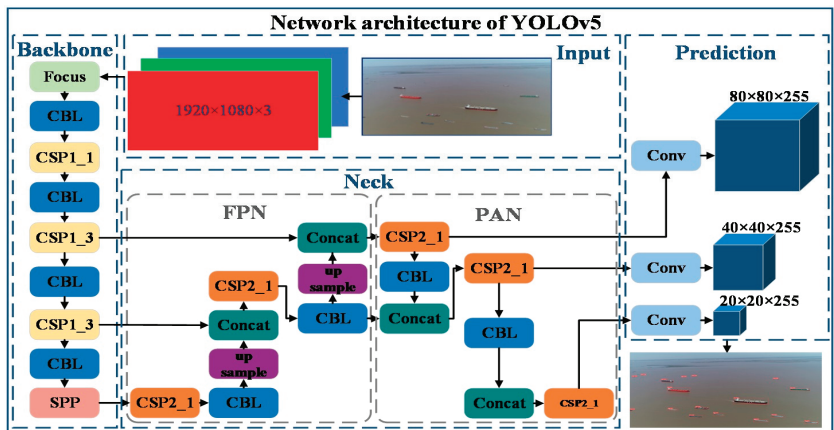 Network architecture of YOLOv5
Backbone
Focus
CBL
CSP1_1
CBL
CSP1_3
CBL
CSP1_3
CBL
SPP
Input
1920×1080×3
Neck
FPN
Concat
up
sample
CSP2_1
CBL
Concat
up
sample
CSP2_1
CBL
PAN
CSP2_1
CBL
Concat
CSP2_1
CBL
Concat
CSP2_1
Prediction
80×80×255
Conv
40×40×255
Conv
20×20×255
Conv